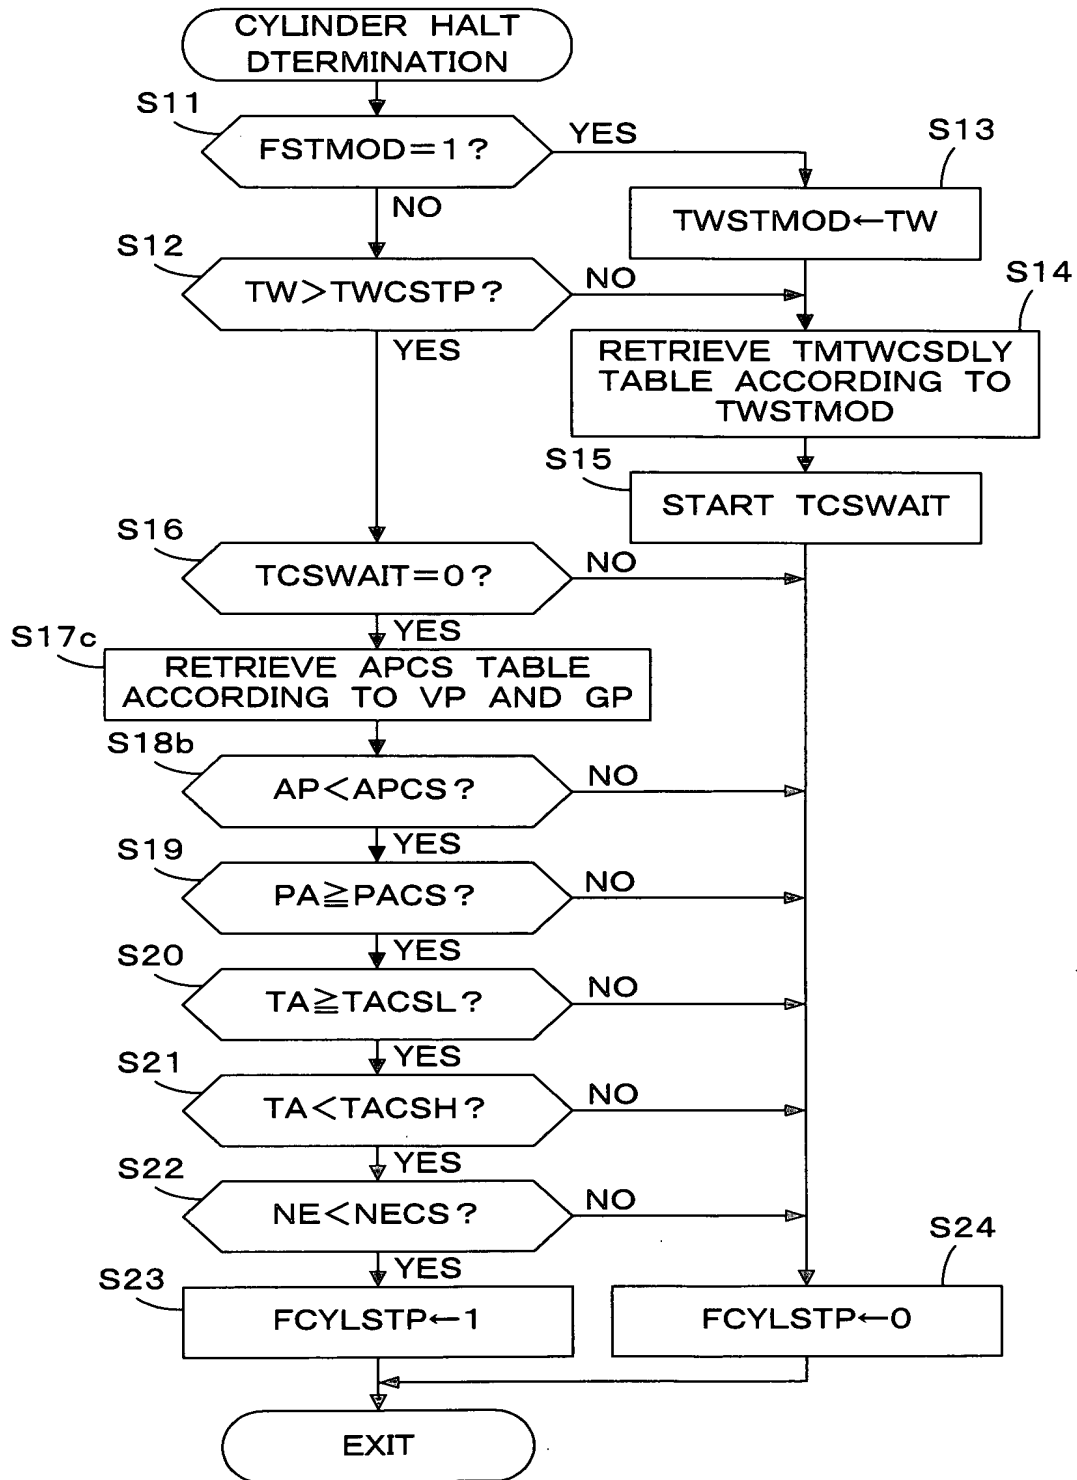 CYLINDER HALT
DTERMINATION
S11
FSTMOD=1?
YES
NO
S13
TWSTMOD←TW
S12
TW>TWCSTP?
NO
YES
S14
RETRIEVE TMTWCSDLY
TABLE ACCORDING TO
TWSTMOD
S15
START TCSWAIT
S16
TCSWAIT=0?
NO
YES
S17c
RETRIEVE APCS TABLE
ACCORDING TO VP AND GP
S18b
AP<APCS?
NO
YES
S19
PA≧PACS?
NO
YES
S20
TA≧TACSL?
NO
YES
S21
TA<TACSH?
NO
YES
S22
NE<NECS?
NO
YES
S23
FCYLSTP←1
S24
FCYLSTP←0
EXIT